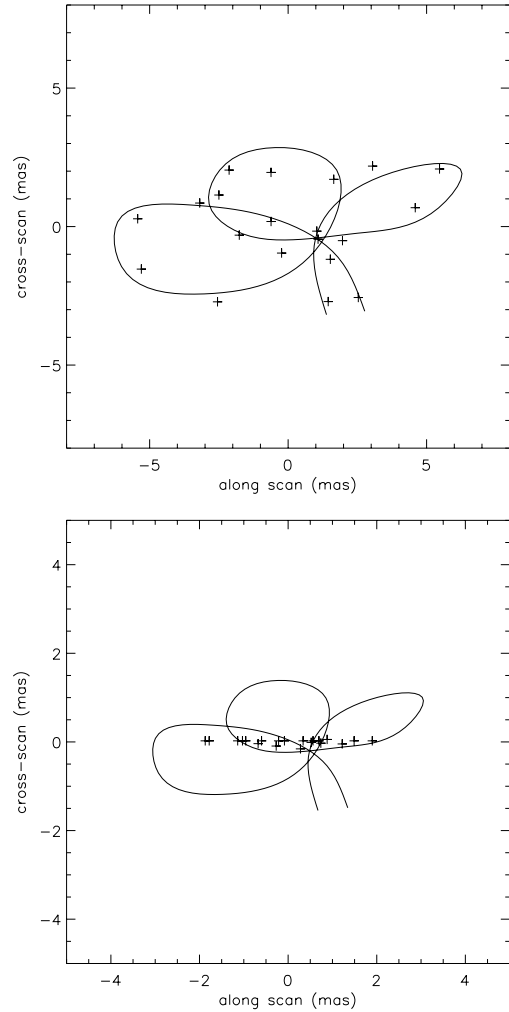 5
0
−5
cross−scan (mas)
−5 0 5
along scan (mas)
4
2
0
−2
−4
cross−scan (mas)
−4 −2 0 2 4
along scan (mas)